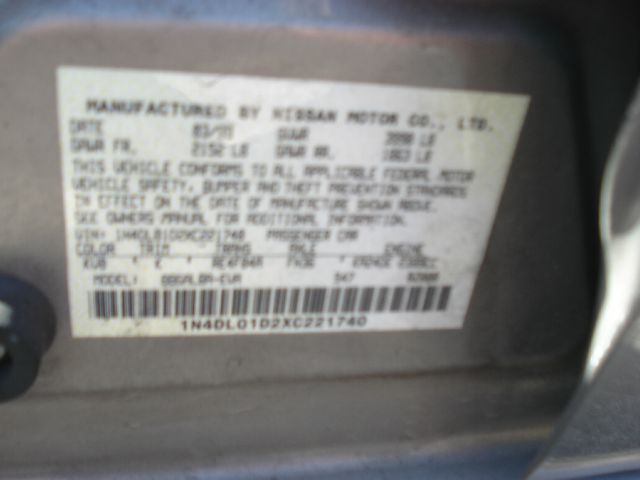 MANUFACTURED BY NISSAN MOTOR CO., LTD.
DATE 03/99 GVWR LB
GAWR FR. 2152 LB GAWR RR. 1863 LB
THIS VEHICLE CONFORMS TO ALL APPLICABLE FEDERAL MOTOR
VEHICLE SAFETY, BUMPER AND THEFT PREVENTION STANDARDS
IN EFFECT ON THE DATE OF MANUFACTURE SHOWN ABOVE.
SEE OWNERS MANUAL FOR ADDITIONAL INFORMATION
VIN: 1N4DL01D2XC221740 PASSENGER CAR
COLOR TRIM TRANS AXLE ENGINE
RE4F04A
MODEL:
1N4DL01D2XC221740